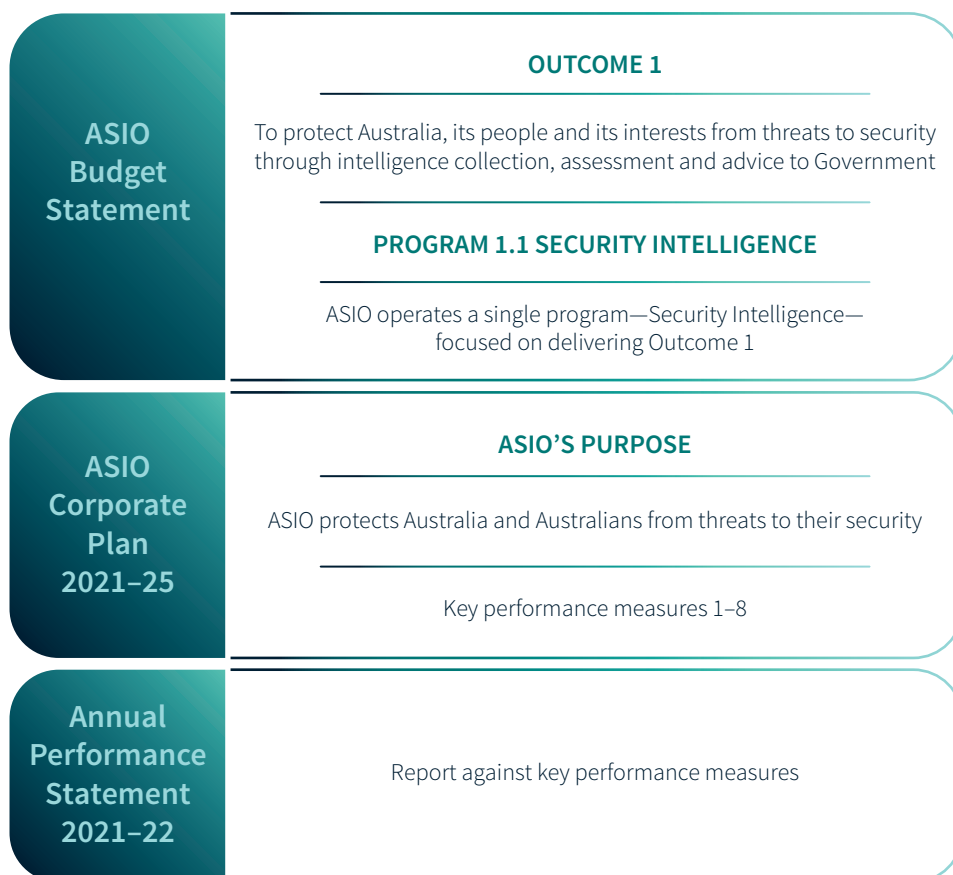 ASIO
Budget
Statement
OUTCOME 1
To protect Australia, its people and its interests from threats to security
through intelligence collection, assessment and advice to Government
PROGRAM 1.1 SECURITY INTELLIGENCE
ASIO operates a single program—Security Intelligence—
focused on delivering Outcome 1
ASIO
Corporate
Plan
2021–25
ASIO’S PURPOSE
ASIO protects Australia and Australians from threats to their security
Key performance measures 1–8
Annual
Performance
Statement
2021–22
Report against key performance measures